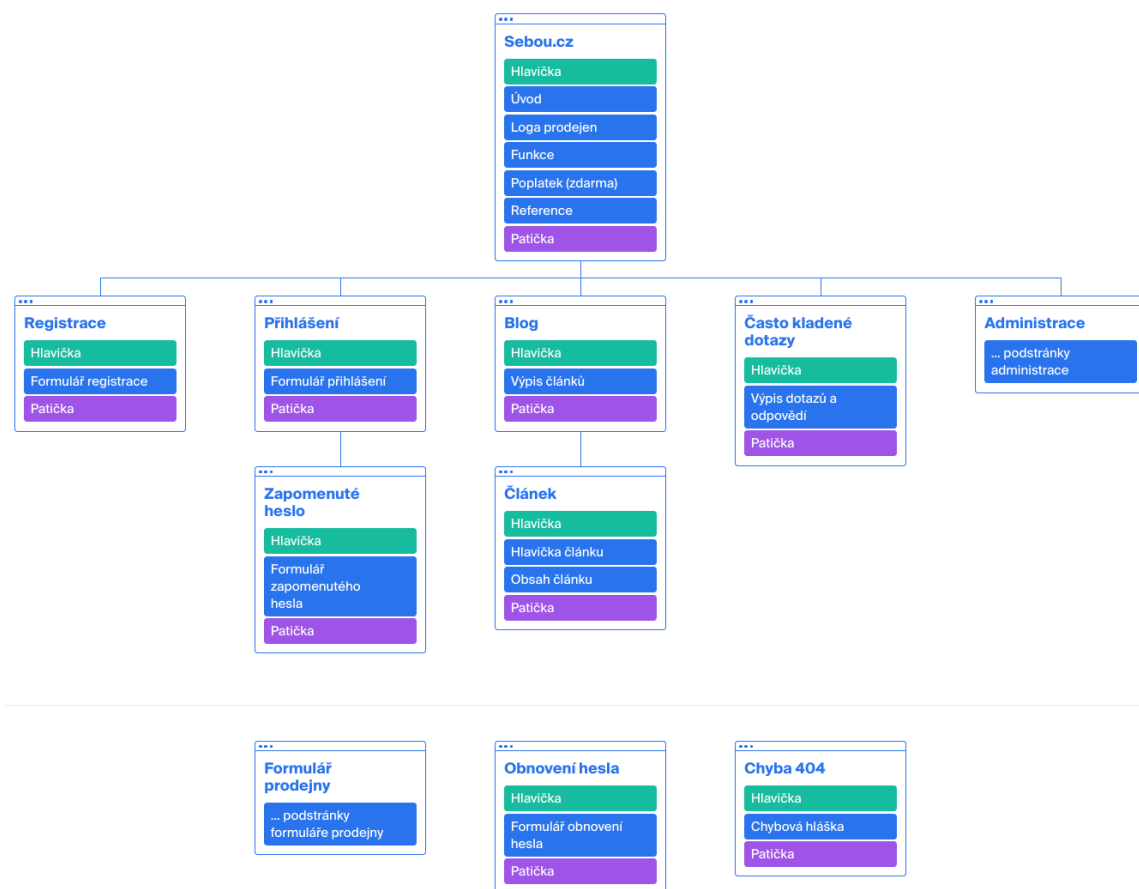 Sebou.cz
Hlavička
Úvod
Loga prodejen
Funkce
Poplatek (zdarma)
Reference
Patička
Registrace
Hlavička
Formulář registrace
Patička
Přihlášení
Hlavička
Formulář přihlášení
Patička
Blog
Hlavička
Výpis článků
Patička
Často kladené
dotazy
Hlavička
Výpis dotazů a
odpovědí
Patička
Administrace
... podstránky
administrace
Zapomenuté
heslo
Hlavička
Formulář
zapomenutého
hesla
Patička
Článek
Hlavička
Hlavička článku
Obsah článku
Patička
Formulář
prodejny
... podstránky
formuláře prodejny
Obnovení hesla
Hlavička
Formulář obnovení
hesla
Patička
Chyba 404
Hlavička
Chybová hláška
Patička